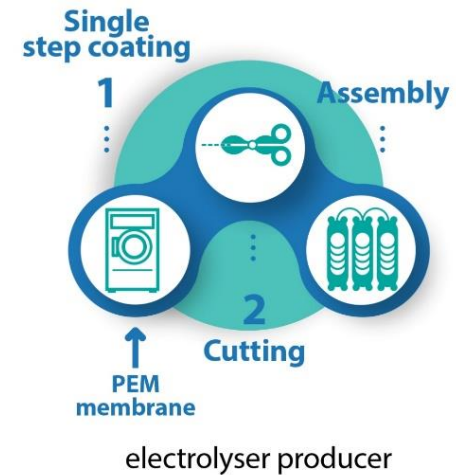 Single
step coating
1
Assembly
2
Cutting
PEM
membrane
electrolyser producer